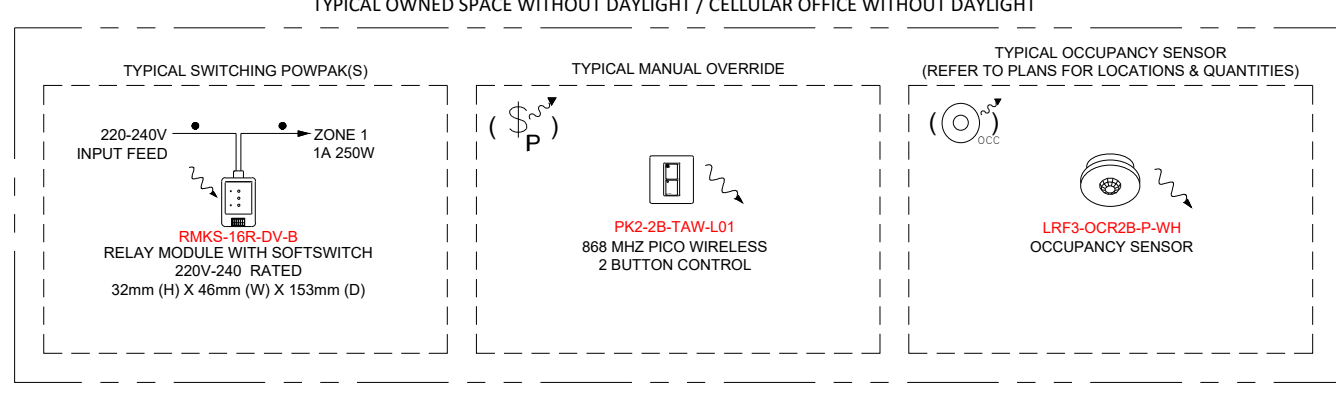 TYPICAL OWNED SPACE WITHOUT DAYLIGHT / CELLULAR OFFICE WITHOUT DAYLIGHT
TYPICAL SWITCHING POWPAK(S)
220-240V
INPUT FEED
ZONE 1
1A 250W
RMKS-16R-DV-B
RELAY MODULE WITH SOFTSWITCH
220V-240 RATED
32mm (H) X 46mm (W) X 153mm (D)
TYPICAL MANUAL OVERRIDE
( $ )
P
PK2-2B-TAW-L01
868 MHZ PICO WIRELESS
2 BUTTON CONTROL
TYPICAL OCCUPANCY SENSOR
(REFER TO PLANS FOR LOCATIONS & QUANTITIES)
( )
OCC
LRF3-OCR2B-P-WH
OCCUPANCY SENSOR